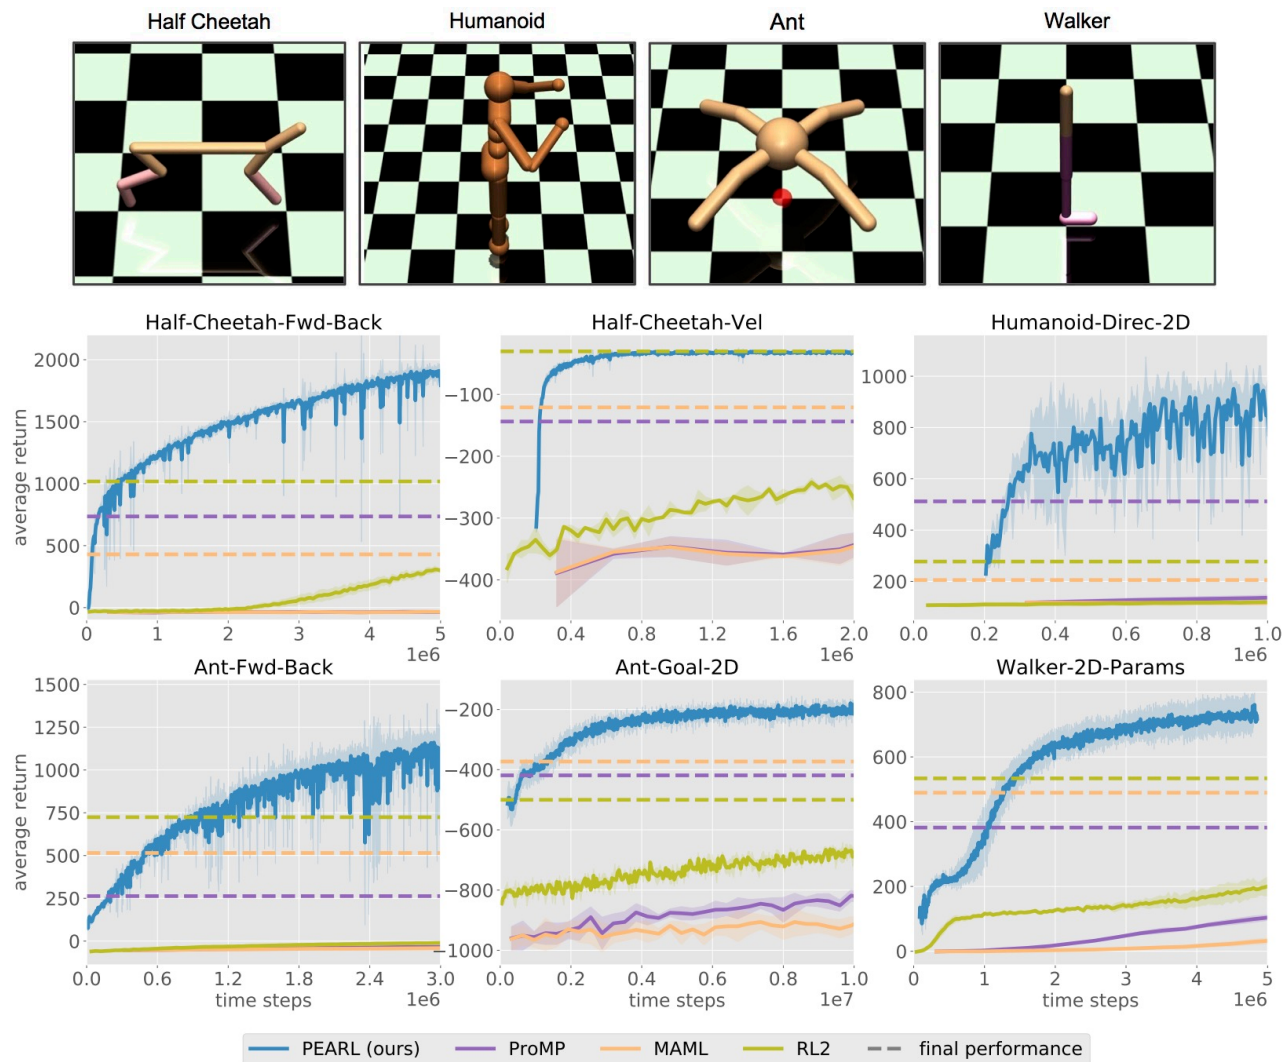 Half Cheetah Humanoid Ant Walker
Half-Cheetah-Fwd-Back Half-Cheetah-Vel Humanoid-Direc-2D
average return
2000
1500
1000
500
0
0 1.2 2.4 3.6 4 5
1e6
−100
−200
−300
−400
0.0 0.4 0.8 1.2 1.6 2.0
1e6
1000
800
600
400
200
0.0 0.2 0.4 0.6 0.8 1.0
1e6
Ant-Fwd-Back Ant-Goal-2D Walker-2D-Params
average return
1500
1250
1000
750
500
250
0
0.0 0.6 1.2 1.8 2.4 3.0
time steps 1e6
−200
−400
−600
−800
−1000
0.0 0.2 0.4 0.6 0.8 1.0
time steps 1e7
800
600
400
200
0
0 1 2 3 4 5
time steps 1e6
PEARL (ours) ProMP MAML RL2 final performance